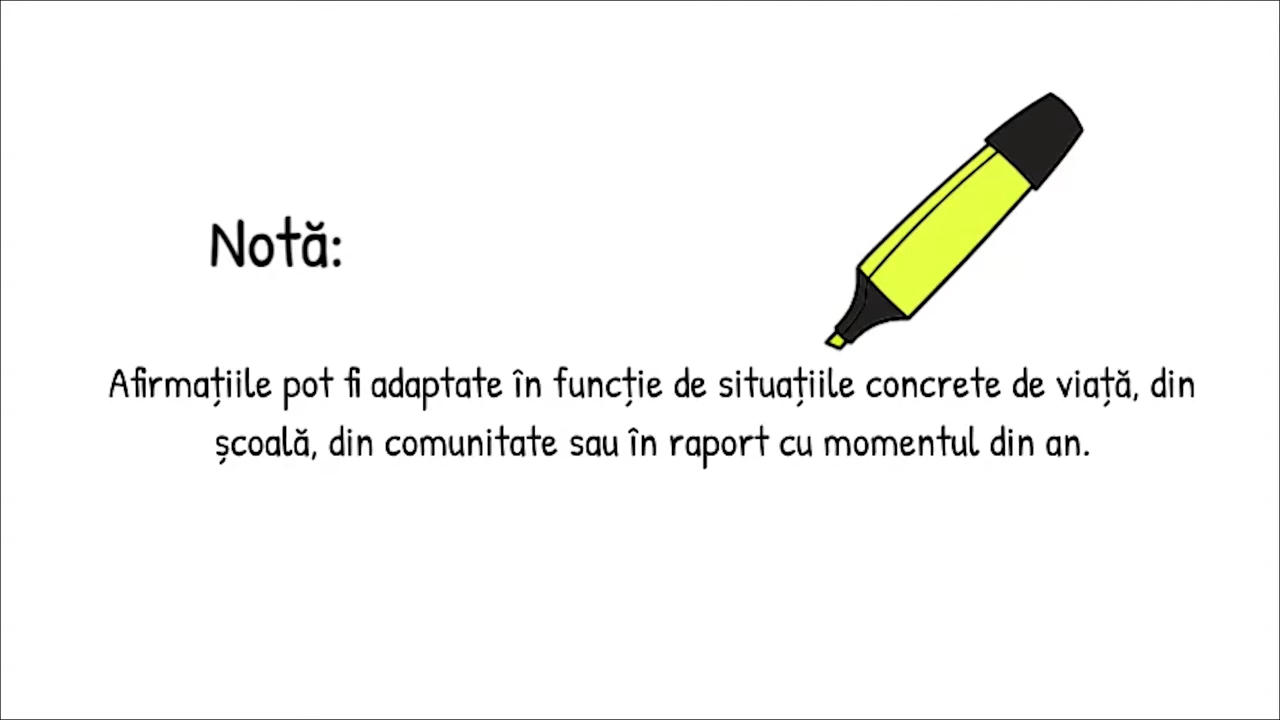 Notă:
Afirmațiile pot fi adaptate în funcție de situațiile concrete de viață, din
școală, din comunitate sau în raport cu momentul din an.